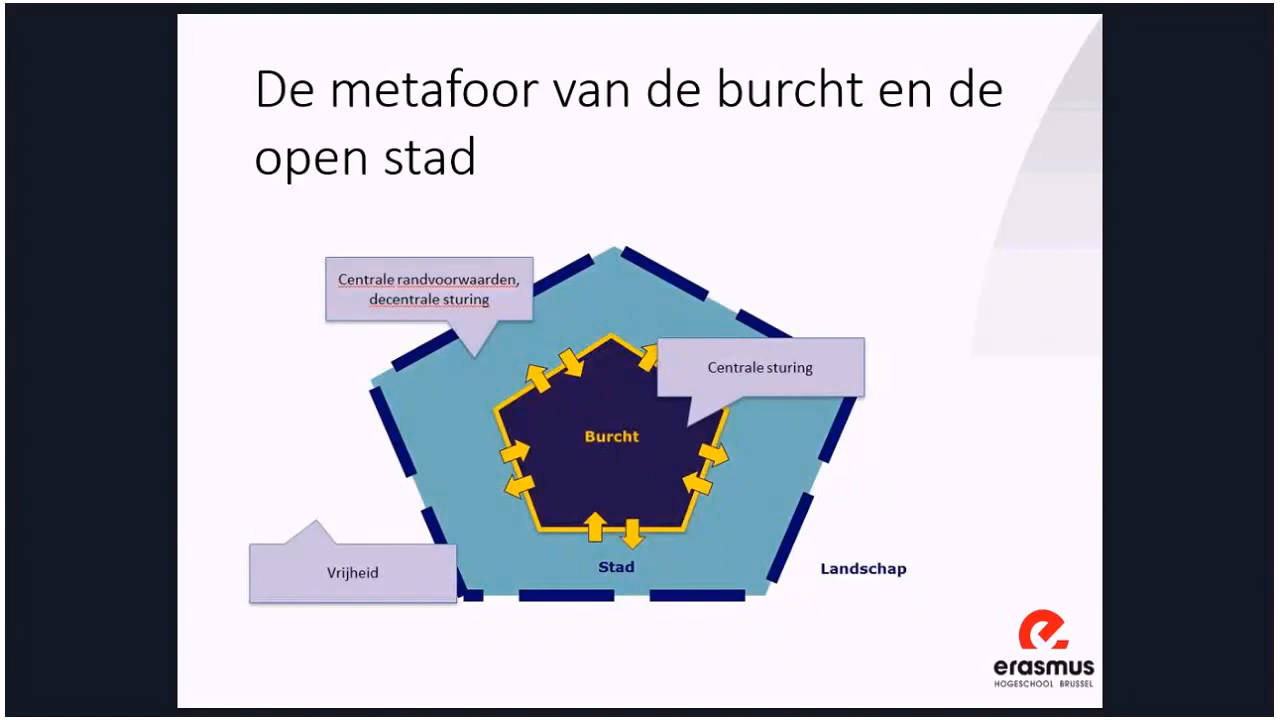 De metafoor van de burcht en de
open stad
Centrale randvoorwaarden,
decentrale sturing
Centrale sturing
Burcht
Stad
Vrijheid
Landschap
erasmus
HOGESCHOOL BRUSSEL